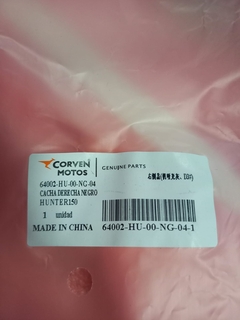 CORVEN
MOTOS
GENUINE PARTS
64002-HU-00-NG-04
CACHA DERECHA NEGRO
HUNTER150
1 unidad
MADE IN CHINA
64002-HU-00-NG-04-1